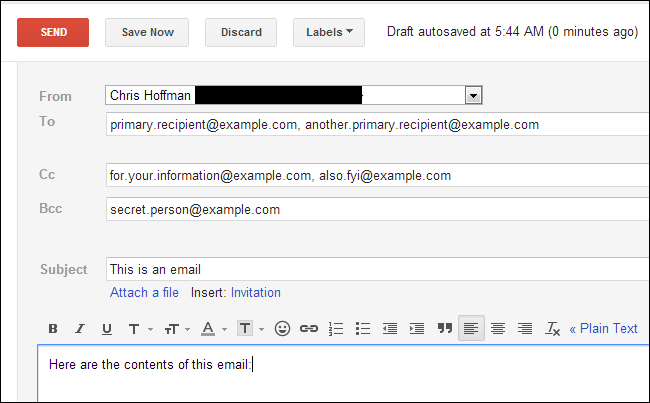 SEND Save Now Discard Labels Draft autosaved at 5:44 AM (0 minutes ago)
From Chris Hoffman
To primary.recipient@example.com, another.primary.recipient@example.com
Cc for.your.information@example.com, also.fyi@example.com
Bcc secret.person@example.com
Subject This is an email
Attach a file Insert: Invitation
B I U T тT A T « Plain Text
Here are the contents of this email: